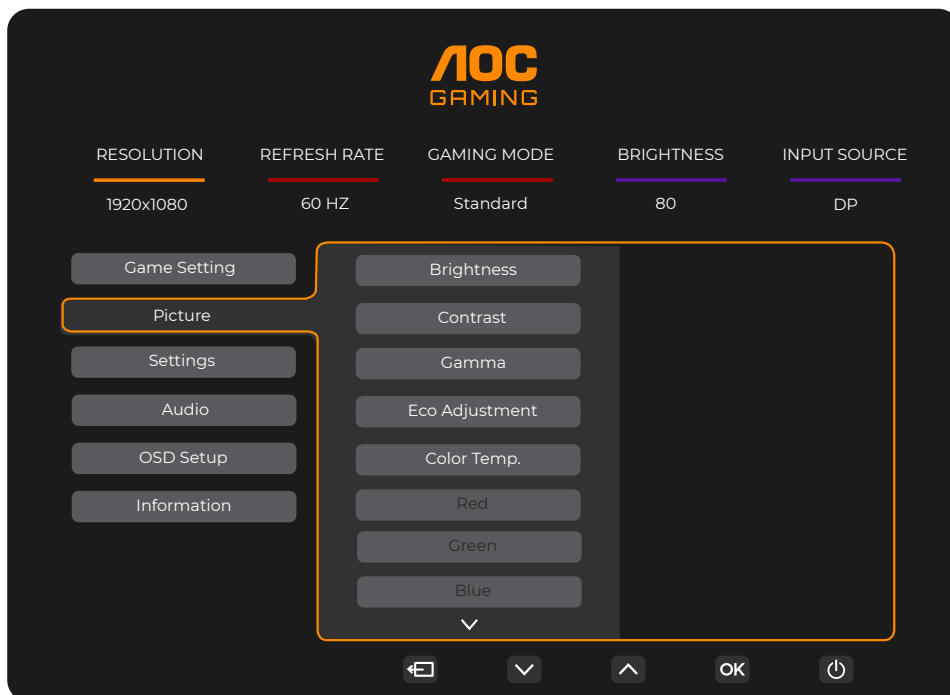 AOC
GAMING
RESOLUTION REFRESH RATE GAMING MODE BRIGHTNESS INPUT SOURCE
1920x1080 60 HZ Standard 80 DP
Game Setting
Picture
Settings
Audio
OSD Setup
Information
Brightness
Contrast
Gamma
Eco Adjustment
Color Temp.
Red
Green
Blue
OK